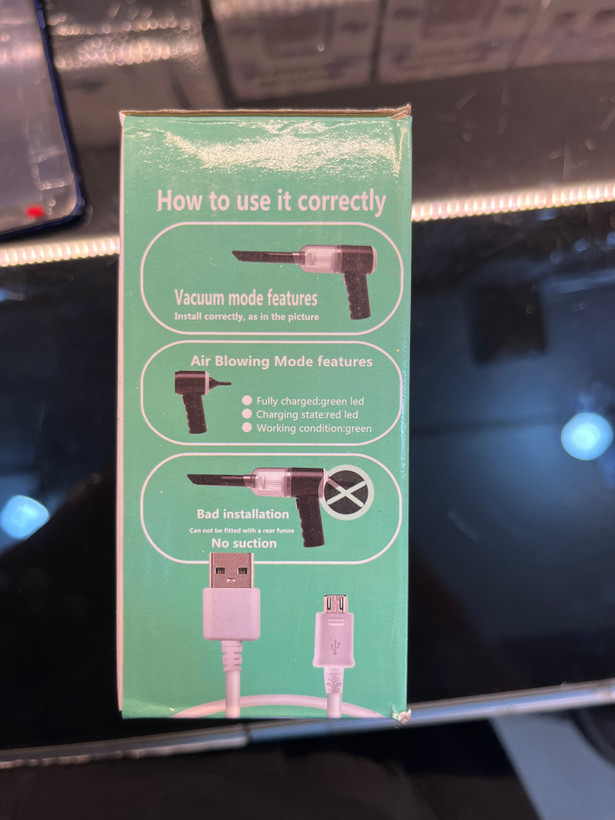 How to use it correctly
Vacuum mode features
Install correctly, as in the picture
Air Blowing Mode features
Fully charged:green led
Charging state:red led
Working condition:green
Bad installation
Can not be fitted with a rear funne
No suction